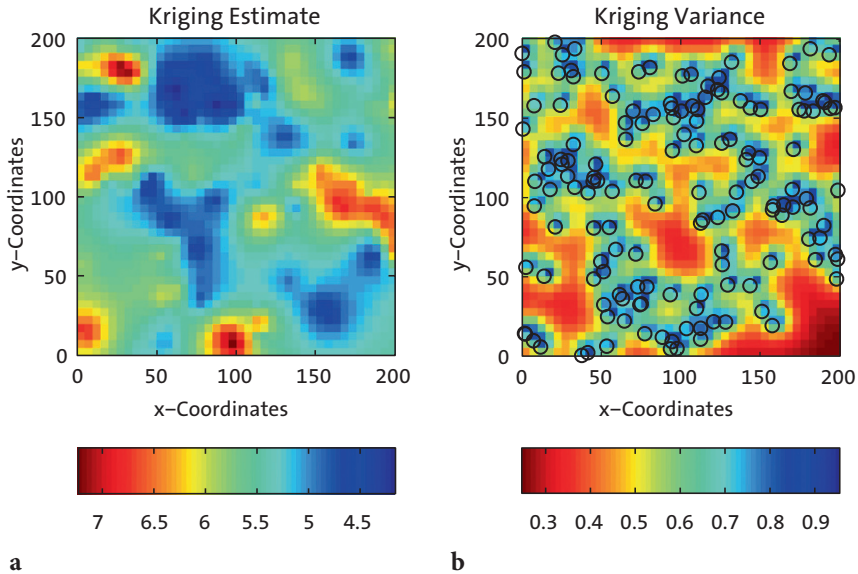 Kriging Estimate
200
150
100
50
0
y–Coordinates
0 50 100 150 200
x–Coordinates
7 6.5 6 5.5 5 4.5
a
Kriging Variance
200
150
100
50
0
y–Coordinates
0 50 100 150 200
x–Coordinates
0.3 0.4 0.5 0.6 0.7 0.8 0.9
b